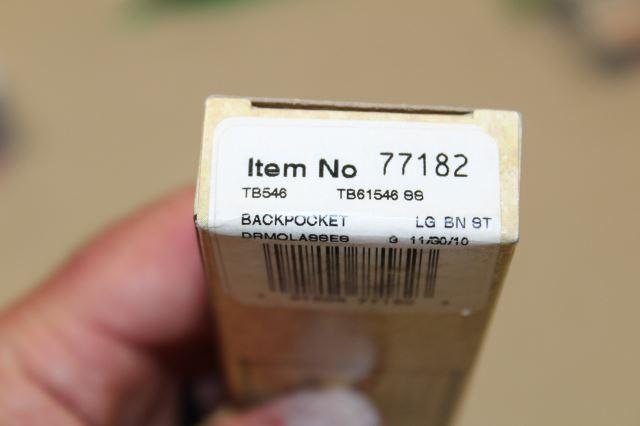 Item No 77182
TB546 TB61546 SS
BACKPOCKET LG BN ST
DRMOLASSES G 11/30/10